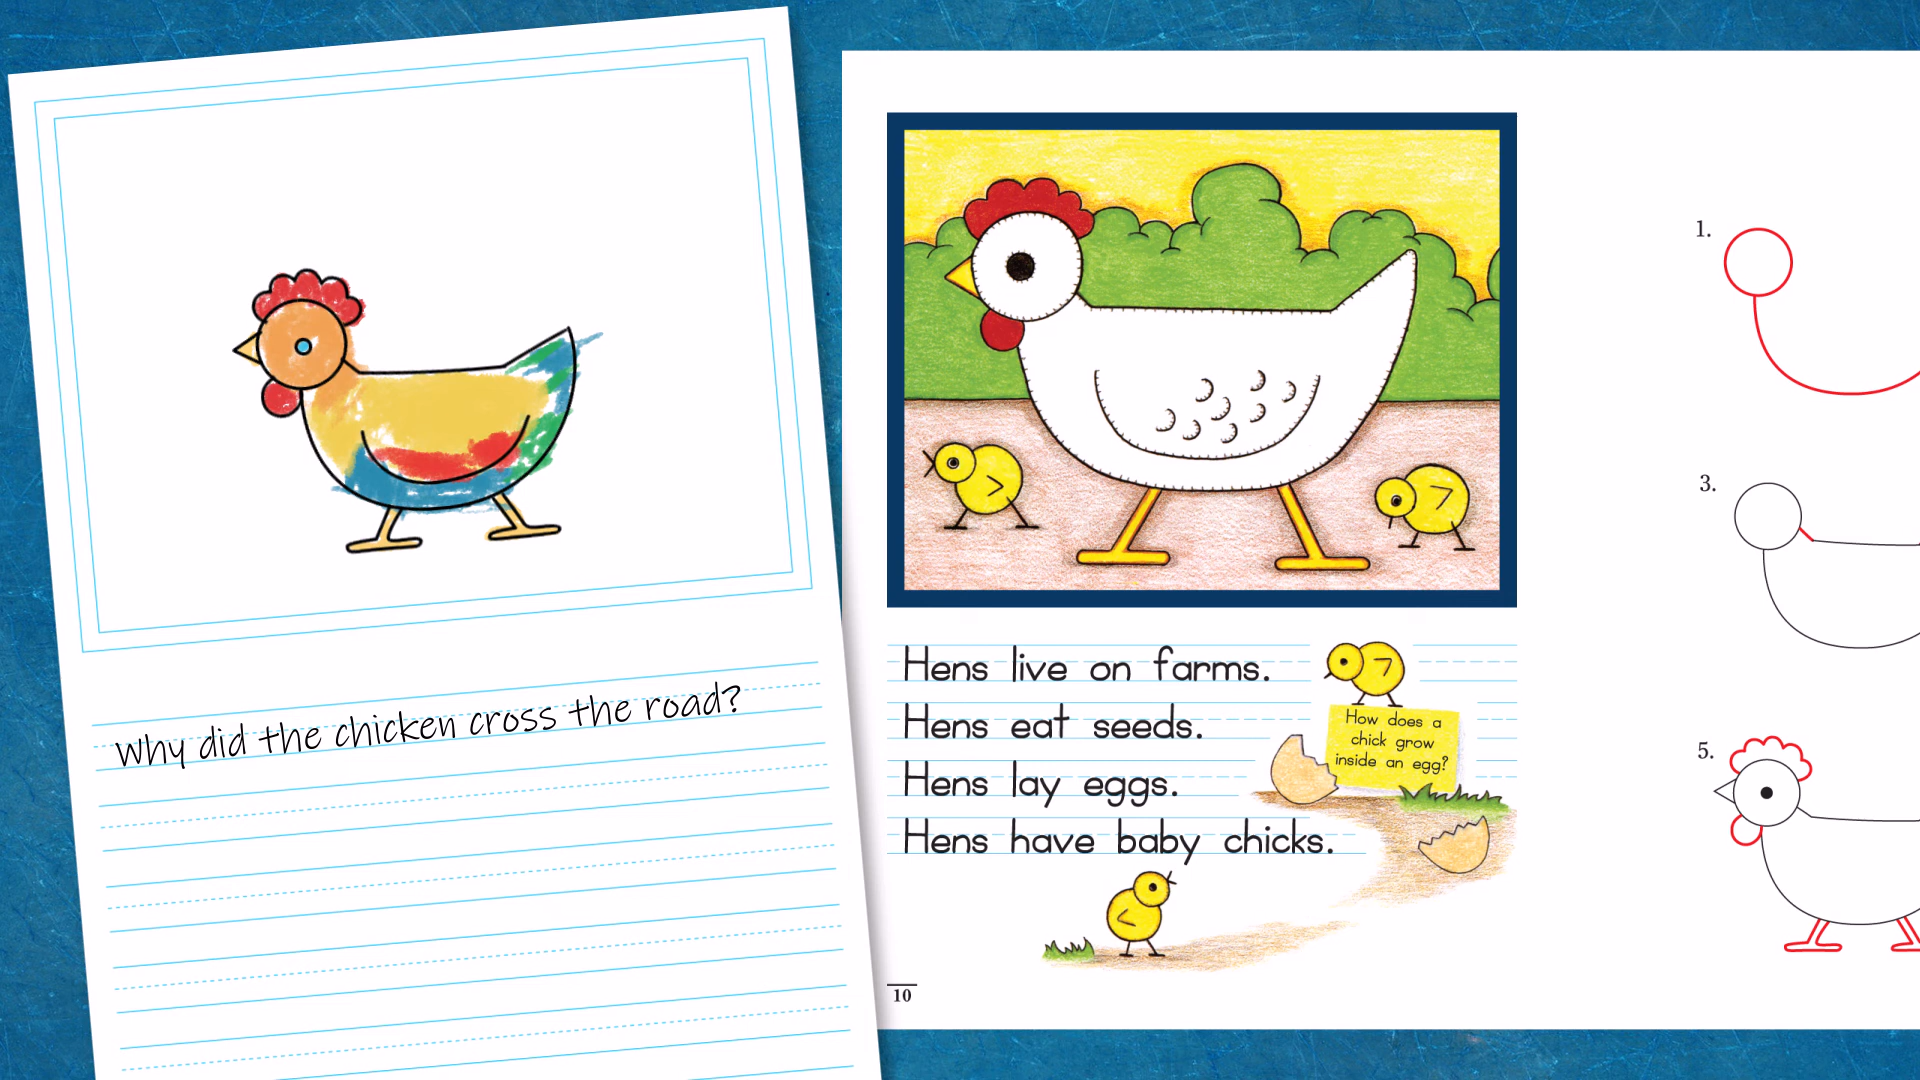 Why did the chicken cross the road?
Hens live on farms.
Hens eat seeds.
Hens lay eggs.
Hens have baby chicks.
How does a
chick grow
inside an egg?
10
1.
3.
5.